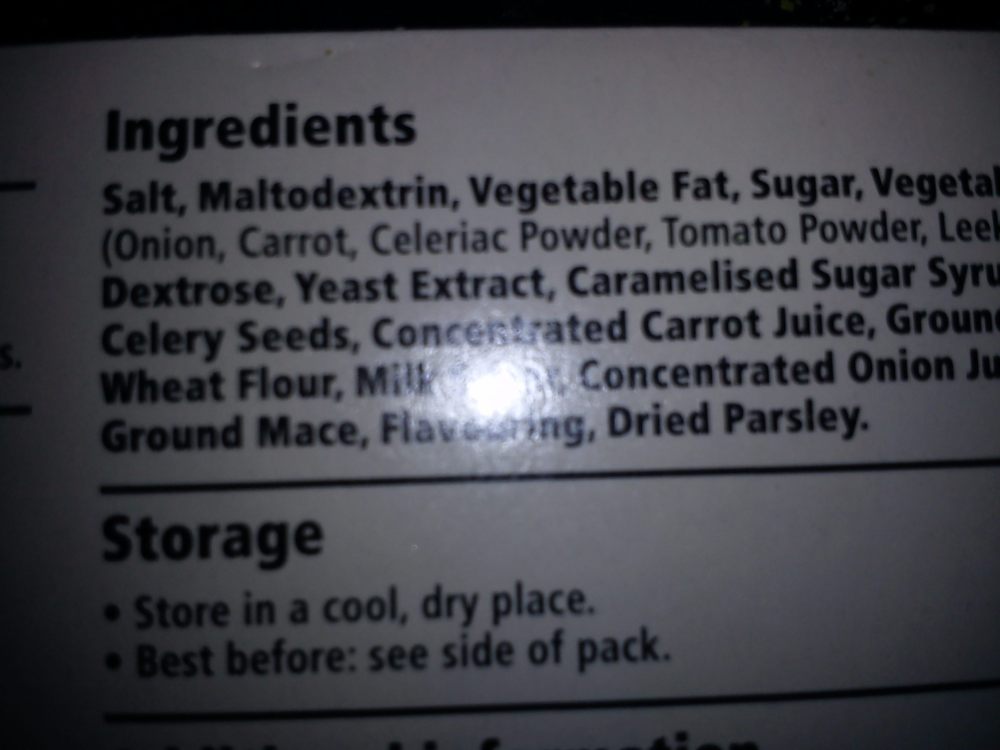 Ingredients
Salt, Maltodextrin, Vegetable Fat, Sugar,
(Onion, Carrot, Celeriac Powder, Tomato Powder,
Dextrose, Yeast Extract, Caramelised Sugar
Celery Seeds, Concentrated Carrot Juice,
s.
Wheat Flour, Milk Concentrated Onion
Ground Mace, Flavouring, Dried Parsley.
Storage
• Store in a cool, dry place.
• Best before: see side of pack.
Information